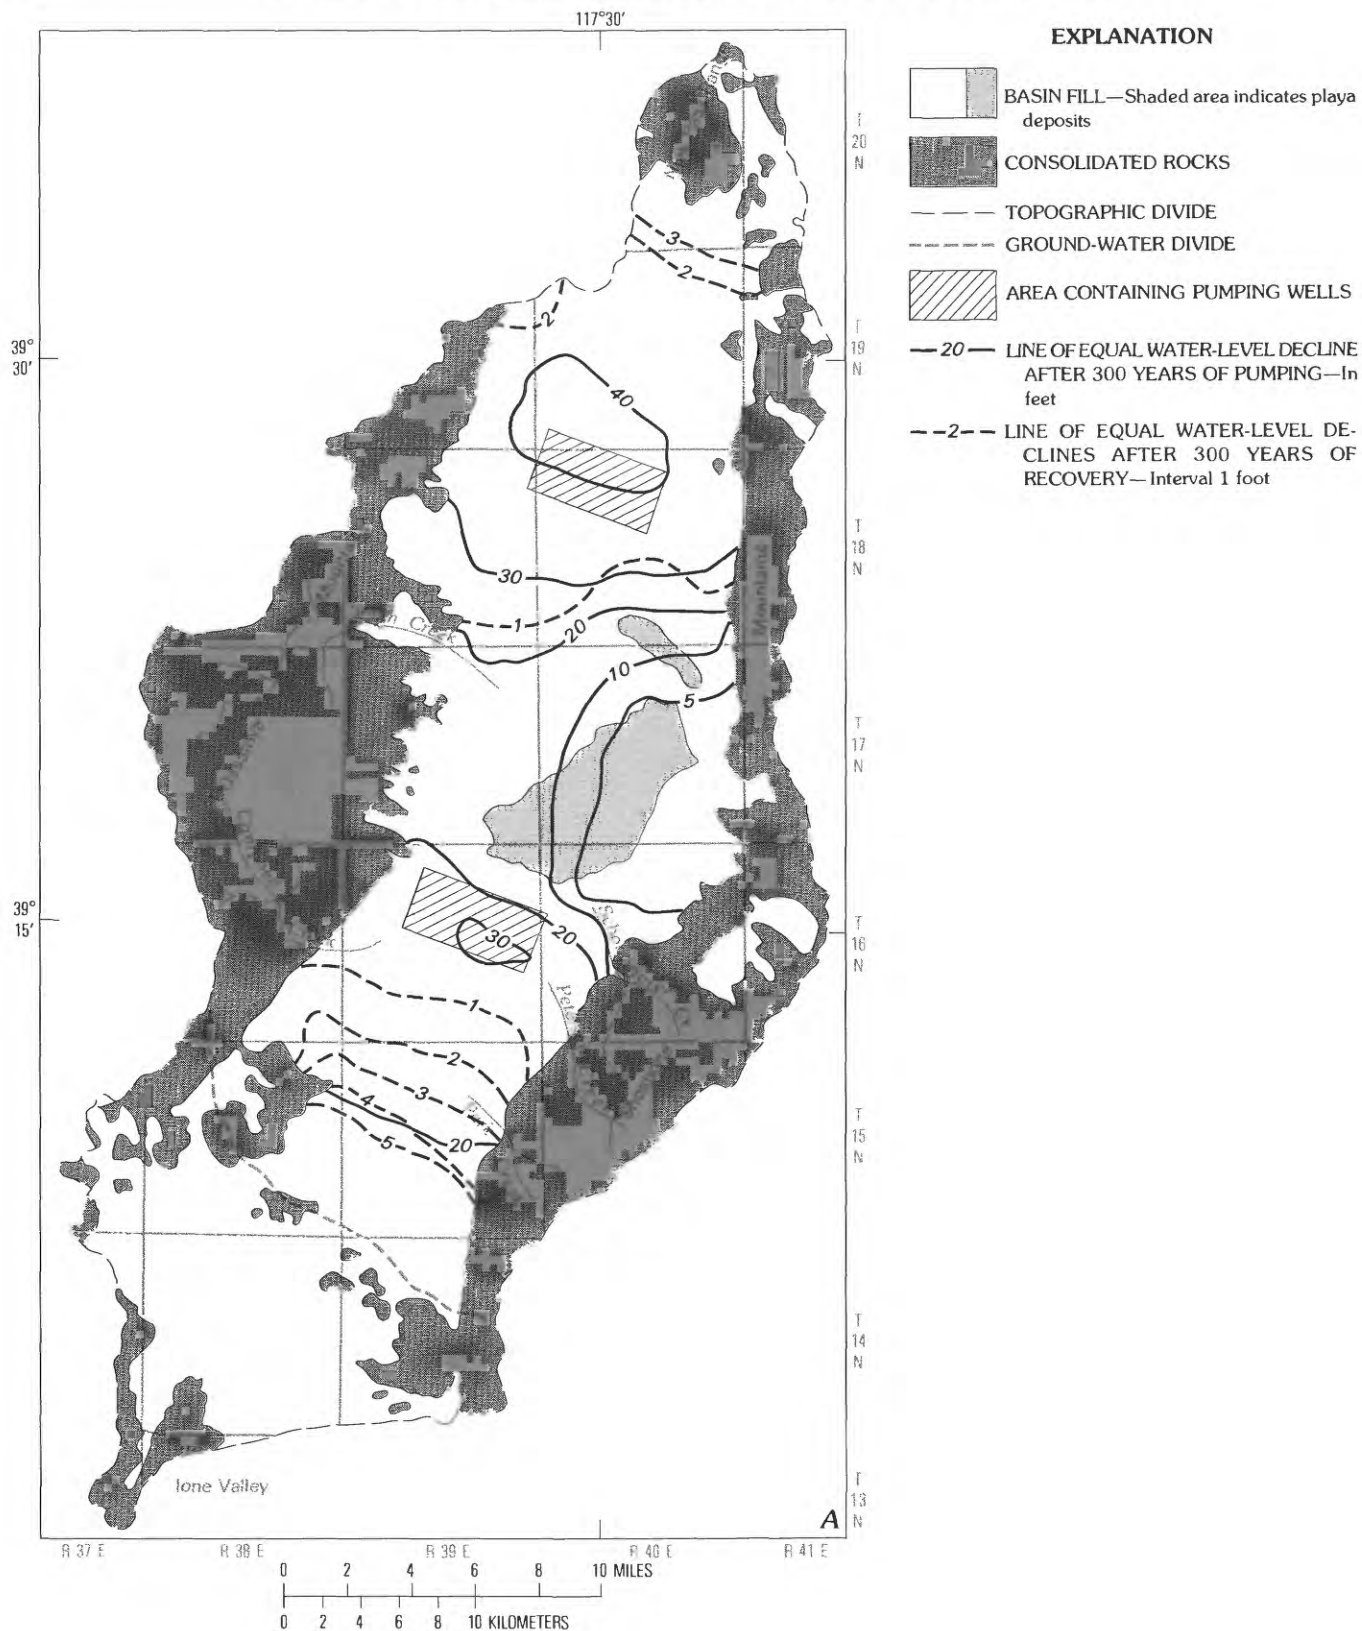 117°30′
EXPLANATION
BASIN FILL—Shaded area indicates playa
deposits
CONSOLIDATED ROCKS
TOPOGRAPHIC DIVIDE
GROUND-WATER DIVIDE
AREA CONTAINING PUMPING WELLS
20 LINE OF EQUAL WATER-LEVEL DECLINE
AFTER 300 YEARS OF PUMPING—In
feet
2 LINE OF EQUAL WATER-LEVEL DE-
CLINES AFTER 300 YEARS OF
RECOVERY—Interval 1 foot
T
20
N
3
2
2
39°
30′
T
19
N
40
T
18
N
30
1
20
Creek
Mountains
10
5
T
17
N
39°
15′
20
30
T
16
N
1
2
3
4
20
5
T
15
N
T
14
N
Ione Valley
T
13
N
A
R 37 E
R 38 E
R 39 E
R 40 E
R 41 E
0 2 4 6 8 10 MILES
0 2 4 6 8 10 KILOMETERS